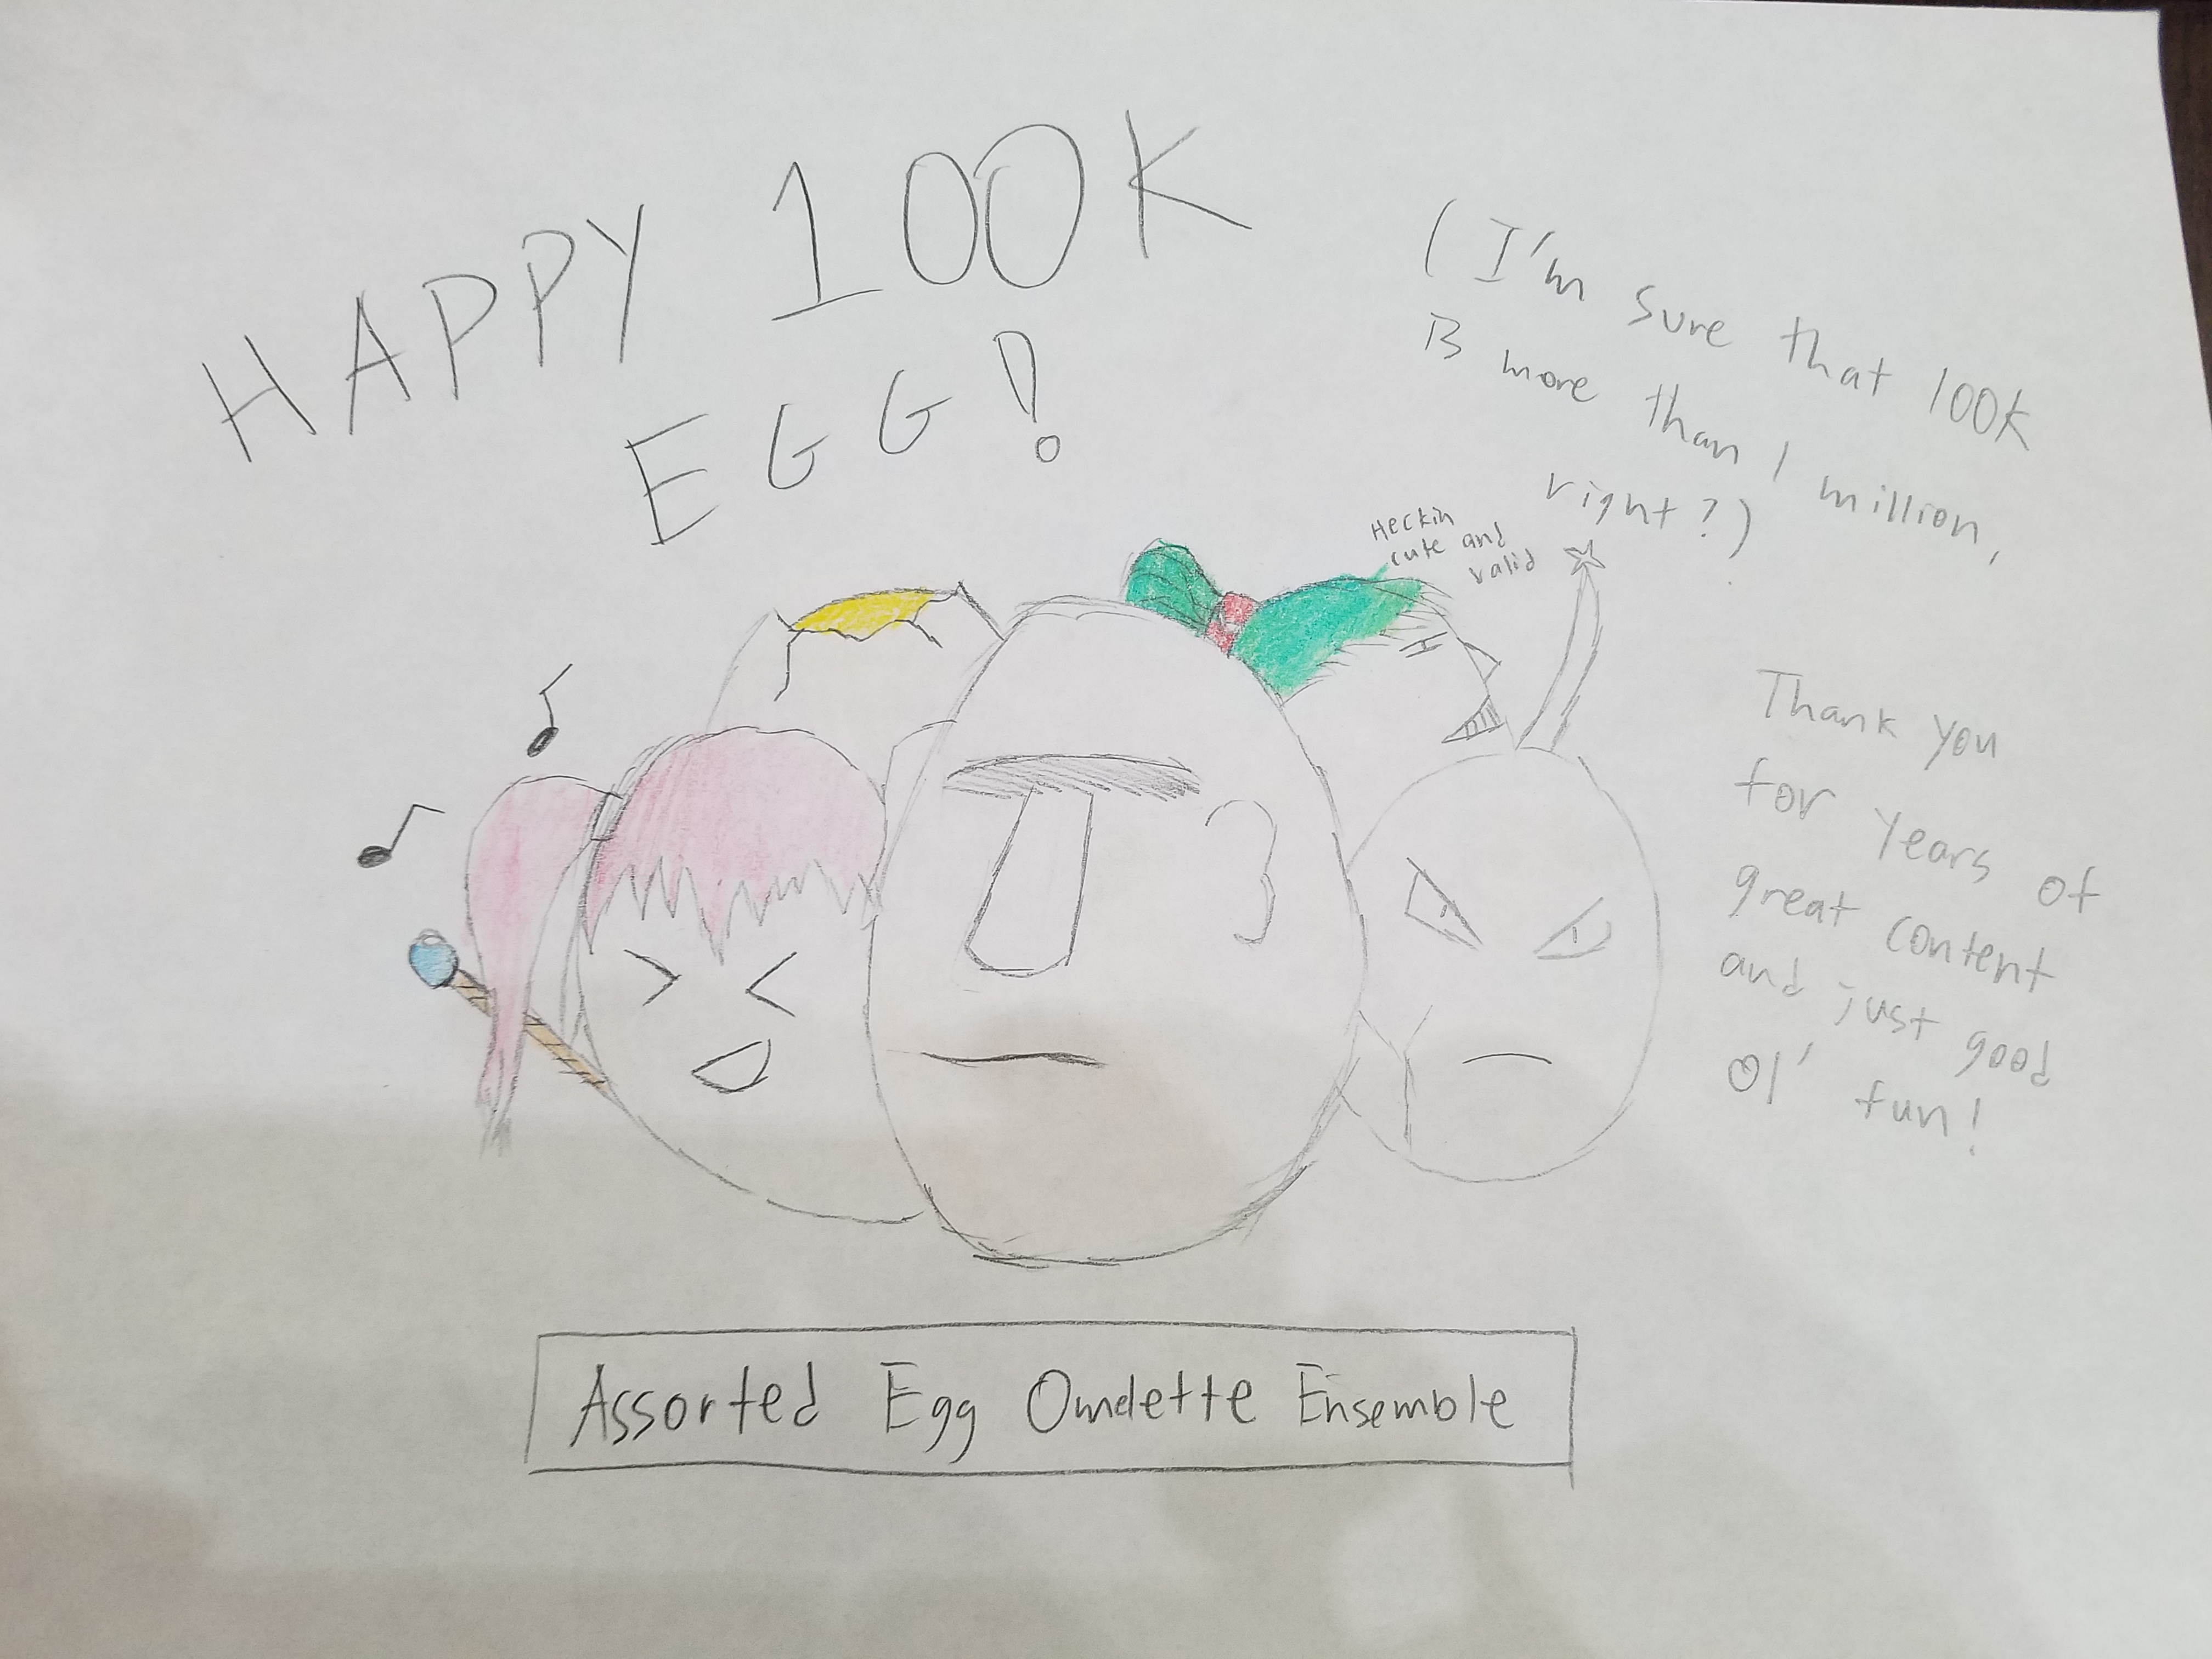 HAPPY 100K
EGG!
(I'm sure that 100K
is more than 1 million,
right?)
Heckin
cute and
valid
Thank you
for years of
great content
and just good
ol' fun!
Assorted Egg Omelette Ensemble